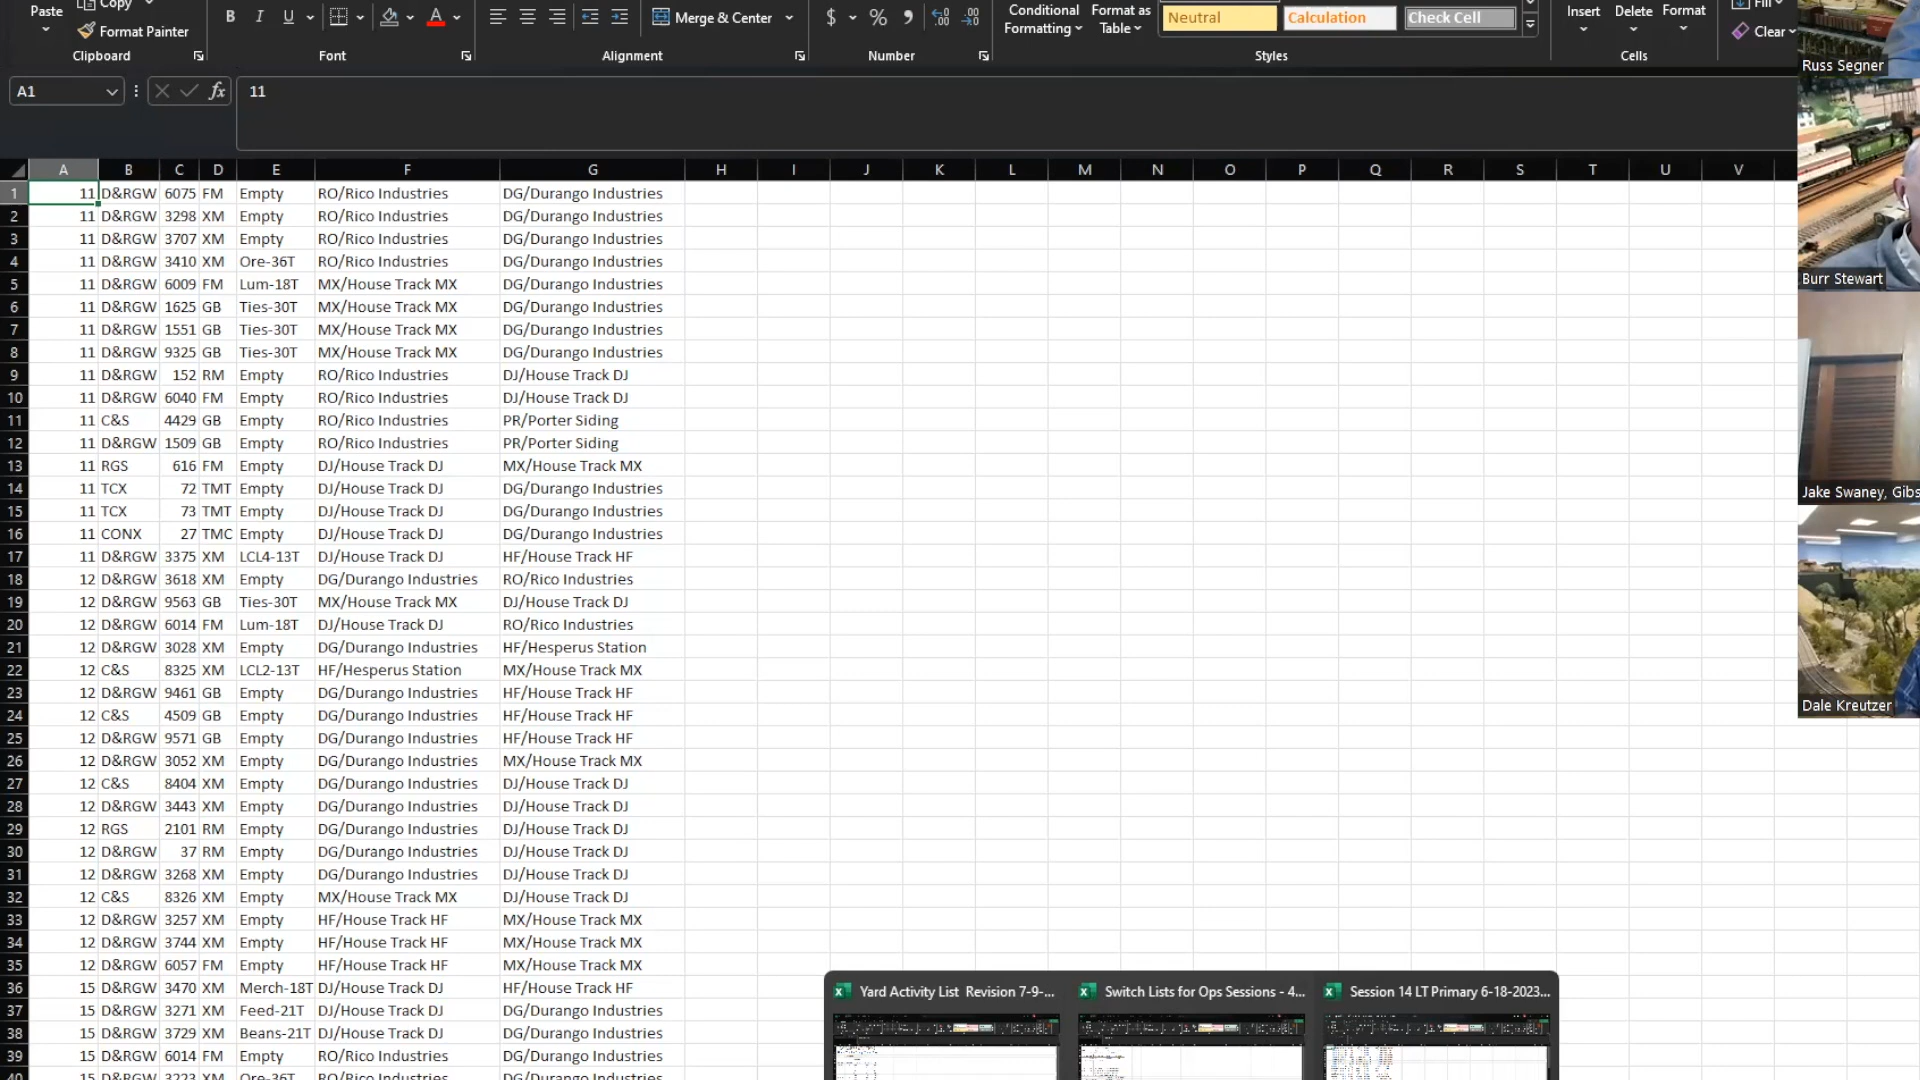 Paste Copy B I U A Merge & Center $ % Conditional Format as Neutral Calculation Check Cell Insert Delete Format Fill
Format Painter Formatting Table Clear
Clipboard Font Alignment Number Styles Cells
Russ Segner
A1 fx 11
A B C D E F G H I J K L M N O P Q R S T U V
1 11 D&RGW 6075 FM Empty RO/Rico Industries DG/Durango Industries
2 11 D&RGW 3298 XM Empty RO/Rico Industries DG/Durango Industries
3 11 D&RGW 3707 XM Empty RO/Rico Industries DG/Durango Industries
4 11 D&RGW 3410 XM Ore-36T RO/Rico Industries DG/Durango Industries
Burr Stewart
5 11 D&RGW 6009 FM Lum-18T MX/House Track MX DG/Durango Industries
6 11 D&RGW 1625 GB Ties-30T MX/House Track MX DG/Durango Industries
7 11 D&RGW 1551 GB Ties-30T MX/House Track MX DG/Durango Industries
8 11 D&RGW 9325 GB Ties-30T MX/House Track MX DG/Durango Industries
9 11 D&RGW 152 RM Empty RO/Rico Industries DJ/House Track DJ
10 11 D&RGW 6040 FM Empty RO/Rico Industries DJ/House Track DJ
11 11 C&S 4429 GB Empty RO/Rico Industries PR/Porter Siding
12 11 D&RGW 1509 GB Empty RO/Rico Industries PR/Porter Siding
13 11 RGS 616 FM Empty DJ/House Track DJ MX/House Track MX
14 11 TCX 72 TMT Empty DJ/House Track DJ DG/Durango Industries
Jake Swaney, Gibs
15 11 TCX 73 TMT Empty DJ/House Track DJ DG/Durango Industries
16 11 CONX 27 TMC Empty DJ/House Track DJ DG/Durango Industries
17 11 D&RGW 3375 XM LCL4-13T DJ/House Track DJ HF/House Track HF
18 12 D&RGW 3618 XM Empty DG/Durango Industries RO/Rico Industries
19 12 D&RGW 9563 GB Ties-30T MX/House Track MX DJ/House Track DJ
20 12 D&RGW 6014 FM Lum-18T DJ/House Track DJ RO/Rico Industries
21 12 D&RGW 3028 XM Empty DG/Durango Industries HF/Hesperus Station
22 12 C&S 8325 XM LCL2-13T HF/Hesperus Station MX/House Track MX
23 12 D&RGW 9461 GB Empty DG/Durango Industries HF/House Track HF
Dale Kreutzer
24 12 C&S 4509 GB Empty DG/Durango Industries HF/House Track HF
25 12 D&RGW 9571 GB Empty DG/Durango Industries HF/House Track HF
26 12 D&RGW 3052 XM Empty DG/Durango Industries MX/House Track MX
27 12 C&S 8404 XM Empty DG/Durango Industries DJ/House Track DJ
28 12 D&RGW 3443 XM Empty DG/Durango Industries DJ/House Track DJ
29 12 RGS 2101 RM Empty DG/Durango Industries DJ/House Track DJ
30 12 D&RGW 37 RM Empty DG/Durango Industries DJ/House Track DJ
31 12 D&RGW 3268 XM Empty DG/Durango Industries DJ/House Track DJ
32 12 C&S 8326 XM Empty MX/House Track MX DJ/House Track DJ
33 12 D&RGW 3257 XM Empty HF/House Track HF MX/House Track MX
34 12 D&RGW 3744 XM Empty HF/House Track HF MX/House Track MX
35 12 D&RGW 6057 FM Empty HF/House Track HF MX/House Track MX
36 15 D&RGW 3470 XM Merch-18T DJ/House Track DJ HF/House Track HF
Yard Activity List Revision 7-9-... Switch Lists for Ops Sessions - 4... Session 14 LT Primary 6-18-2023...
37 15 D&RGW 3271 XM Feed-21T DJ/House Track DJ DG/Durango Industries
38 15 D&RGW 3729 XM Beans-21T DJ/House Track DJ DG/Durango Industries
39 15 D&RGW 6014 FM Empty RO/Rico Industries DG/Durango Industries
40 15 D&RGW 3223 XM Ore-36T RO/Rico Industries DG/Durango Industries